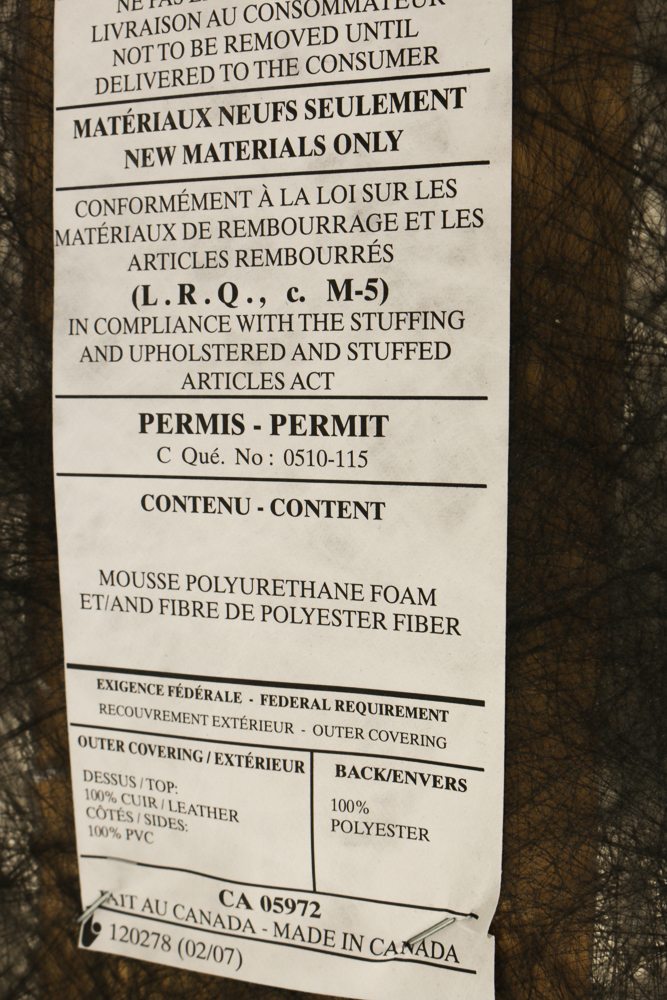 NE PAS
LIVRAISON AU CONSOMMATEUR
NOT TO BE REMOVED UNTIL
DELIVERED TO THE CONSUMER
MATÉRIAUX NEUFS SEULEMENT
NEW MATERIALS ONLY
CONFORMÉMENT À LA LOI SUR LES
MATÉRIAUX DE REMBOURRAGE ET LES
ARTICLES REMBOURRÉS
(L.R.Q., c. M-5)
IN COMPLIANCE WITH THE STUFFING
AND UPHOLSTERED AND STUFFED
ARTICLES ACT
PERMIS - PERMIT
C Qué. No : 0510-115
CONTENU - CONTENT
MOUSSE POLYURETHANE FOAM
ET/AND FIBRE DE POLYESTER FIBER
EXIGENCE FÉDÉRALE - FEDERAL REQUIREMENT
RECOUVREMENT EXTÉRIEUR - OUTER COVERING
OUTER COVERING / EXTÉRIEUR
DESSUS / TOP:
100% CUIR / LEATHER
CÔTÉS / SIDES:
100% PVC
BACK/ENVERS
100%
POLYESTER
CA 05972
FAIT AU CANADA - MADE IN CANADA
120278 (02/07)